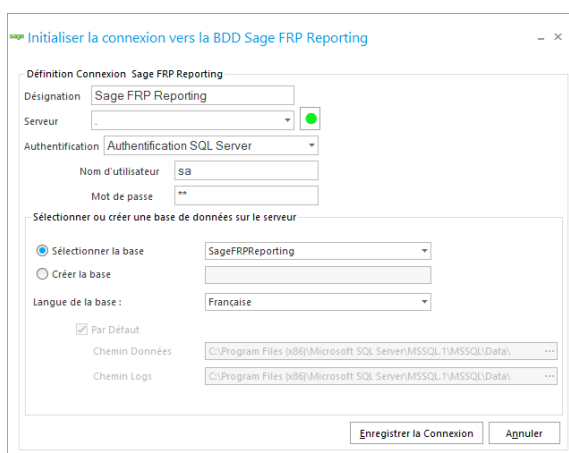 sage Initialiser la connexion vers la BDD Sage FRP Reporting
Définition Connexion Sage FRP Reporting
Désignation Sage FRP Reporting
Serveur .
Authentification Authentification SQL Server
Nom d'utilisateur sa
Mot de passe **
Sélectionner ou créer une base de données sur le serveur
Sélectionner la base SageFRPReporting
Créer la base
Langue de la base : Française
Par Défaut
Chemin Données C:\Program Files (x86)\Microsoft SQL Server\MSSQL.1\MSSQL\Data\ ...
Chemin Logs C:\Program Files (x86)\Microsoft SQL Server\MSSQL.1\MSSQL\Data\ ...
Enregistrer la Connexion Annuler